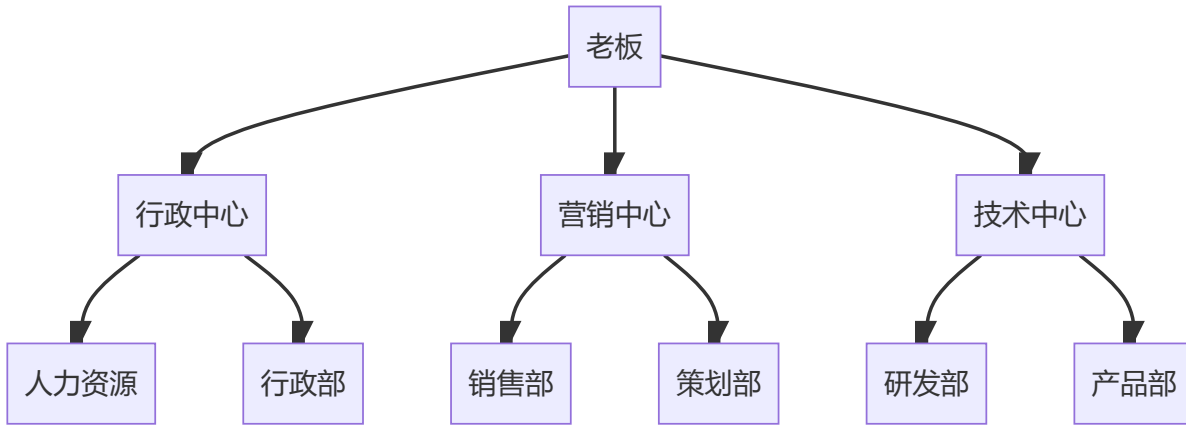 老板
行政中心
营销中心
技术中心
人力资源
行政部
销售部
策划部
研发部
产品部